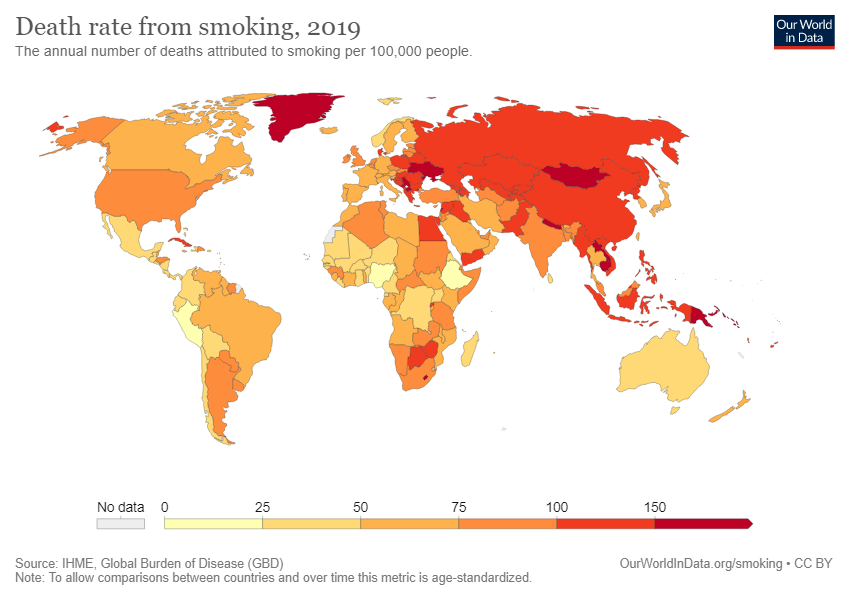 Death rate from smoking, 2019
The annual number of deaths attributed to smoking per 100,000 people.
Our World
in Data
No data
0
25
50
75
100
150
Source: IHME, Global Burden of Disease (GBD)
OurWorldInData.org/smoking • CC BY
Note: To allow comparisons between countries and over time this metric is age-standardized.